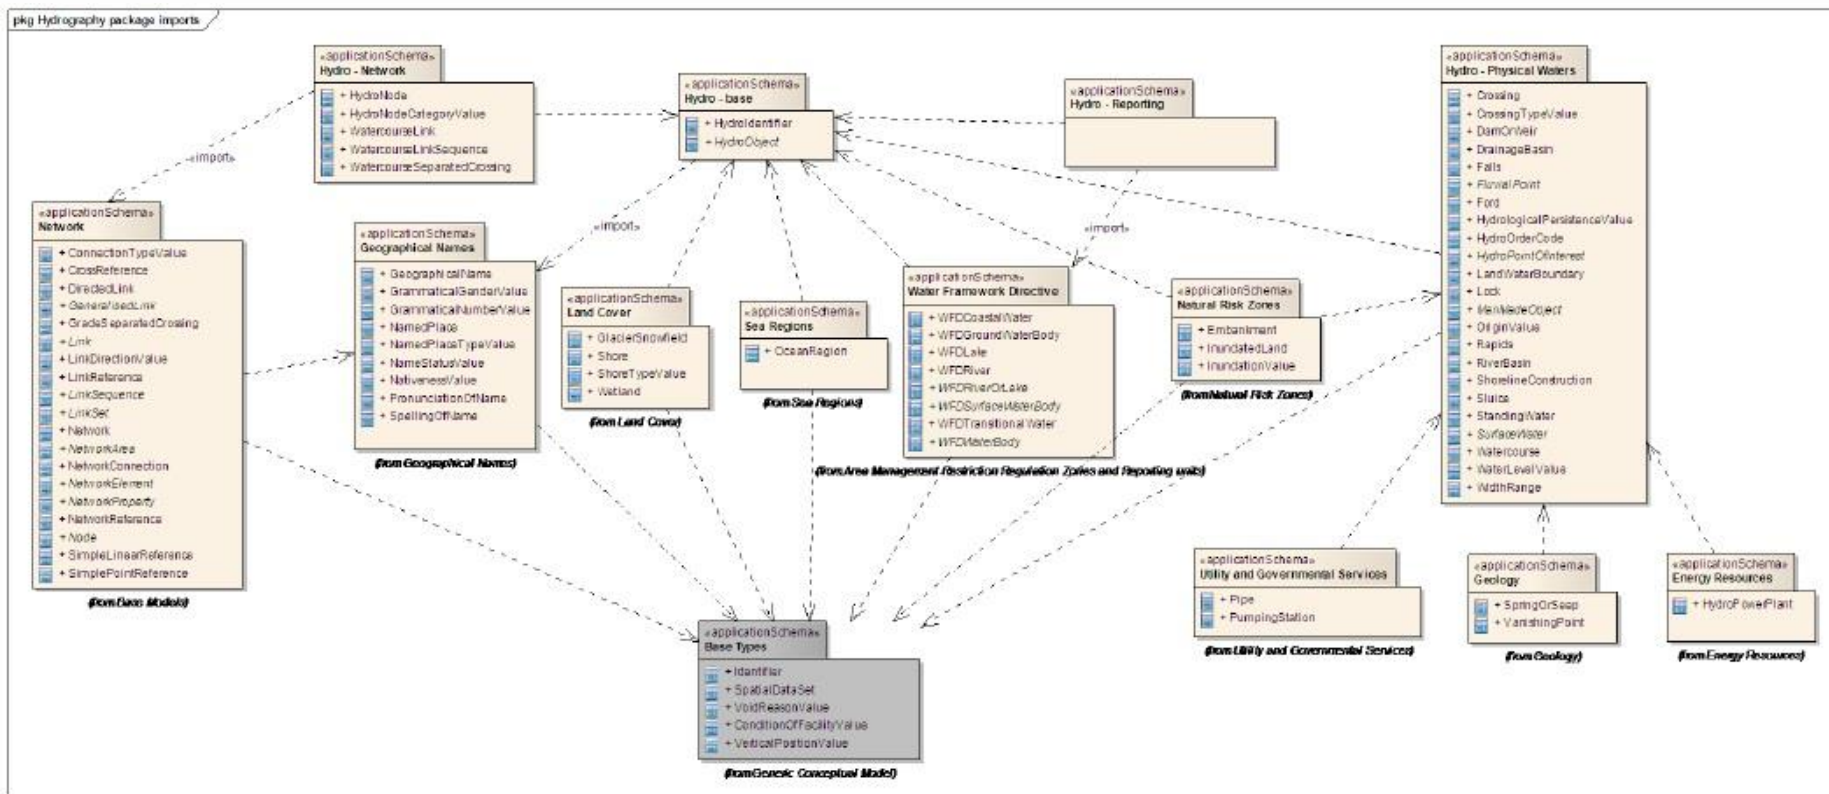 pkg Hydrography package imports
«applicationSchema»
Hydro - Network
+ HydroNode
+ HydroNodeCategoryValue
+ WatercourseLink
+ WatercourseLinkSequence
+ WatercourseSeparatedCrossing
«applicationSchema»
Hydro - base
+ HydroIdentifier
+ HydroObject
«applicationSchema»
Hydro - Reporting
«applicationSchema»
Hydro - Physical Waters
+ Crossing
+ CrossingTypeValue
+ DamOrWeir
+ DrainageBasin
+ Falls
+ FluvialPoint
+ Ford
+ HydrologicalPersistenceValue
+ HydroOrderCode
+ HydroPointOfInterest
+ LandWaterBoundary
+ Lock
+ ManMadeObject
+ OriginValue
+ Rapids
+ RiverBasin
+ ShorelineConstruction
+ Sluice
+ StandingWater
+ SurfaceWater
+ Watercourse
+ WaterLevelValue
+ WidthRange
«import»
«import»
«import»
«applicationSchema»
Network
+ ConnectionTypeValue
+ CrossReference
+ DirectedLink
+ GeneralisedLink
+ GradeSeparatedCrossing
+ Link
+ LinkDirectionValue
+ LinkReference
+ LinkSequence
+ LinkSet
+ Network
+ NetworkArea
+ NetworkConnection
+ NetworkElement
+ NetworkProperty
+ NetworkReference
+ Node
+ SimpleLinearReference
+ SimplePointReference
(from Base Models)
«applicationSchema»
Geographical Names
+ GeographicalName
+ GrammaticalGenderValue
+ GrammaticalNumberValue
+ NamedPlace
+ NamedPlaceTypeValue
+ NameStatusValue
+ NativenessValue
+ PronunciationOfName
+ SpellingOfName
(from Geographical Names)
«applicationSchema»
Land Cover
+ GlacierSnowfield
+ Shore
+ ShoreTypeValue
+ Wetland
(from Land Cover)
«applicationSchema»
Sea Regions
+ OceanRegion
(from Sea Regions)
«applicationSchema»
Water Framework Directive
+ WFDCoastalWater
+ WFDGroundWaterBody
+ WFDLake
+ WFDRiver
+ WFDRiverOrLake
+ WFDSurfaceWaterBody
+ WFDTransitionalWater
+ WFDWaterBody
(from Area Management Restriction Regulation Zones and Reporting units)
«applicationSchema»
Natural Risk Zones
+ Embankment
+ InundatedLand
+ InundationValue
(from Natural Risk Zones)
«applicationSchema»
Utility and Governmental Services
+ Pipe
+ PumpingStation
(from Utility and Governmental Services)
«applicationSchema»
Geology
+ SpringOrSeep
+ VanishingPoint
(from Geology)
«applicationSchema»
Energy Resources
+ HydroPowerPlant
(from Energy Resources)
«applicationSchema»
Base Types
+ Identifier
+ SpatialDataSet
+ VoidReasonValue
+ ConditionOfFacilityValue
+ VerticalPositionValue
(from Generic Conceptual Model)